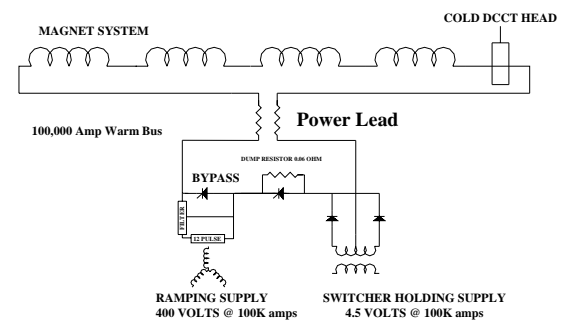 COLD DCCT HEAD
MAGNET SYSTEM
Power Lead
100,000 Amp Warm Bus
DUMP RESISTOR 0.06 OHM
BYPASS
FILTER
12 PULSE
RAMPING SUPPLY
400 VOLTS @ 100K amps
SWITCHER HOLDING SUPPLY
4.5 VOLTS @ 100K amps